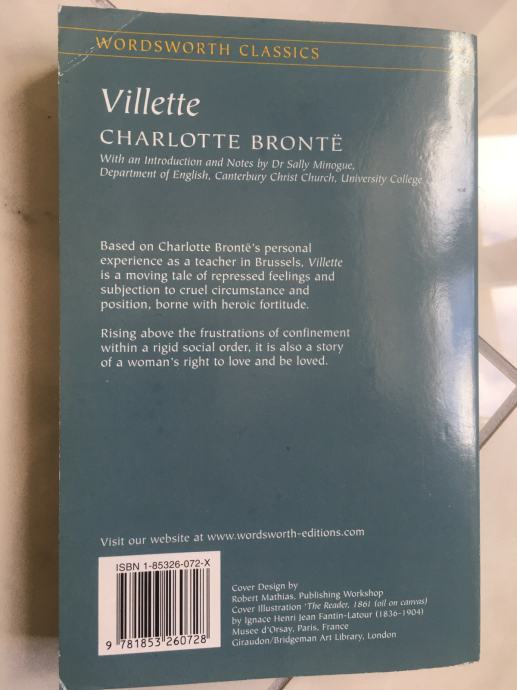 WORDSWORTH CLASSICS
Villette
CHARLOTTE BRONTË
With an Introduction and Notes by Dr Sally Minogue,
Department of English, Canterbury Christ Church, University College
Based on Charlotte Brontë's personal
experience as a teacher in Brussels, Villette
is a moving tale of repressed feelings and
subjection to cruel circumstance and
position, borne with heroic fortitude.
Rising above the frustrations of confinement
within a rigid social order, it is also a story
of a woman's right to love and be loved.
Visit our website at www.wordsworth-editions.com
ISBN 1-85326-072-X
9 781853 260728
Cover Design by
Robert Mathias, Publishing Workshop
Cover Illustration 'The Reader, 1861 (oil on canvas)
by Ignace Henri Jean Fantin-Latour (1836–1904)
Musee d'Orsay, Paris, France
Giraudon/Bridgeman Art Library, London